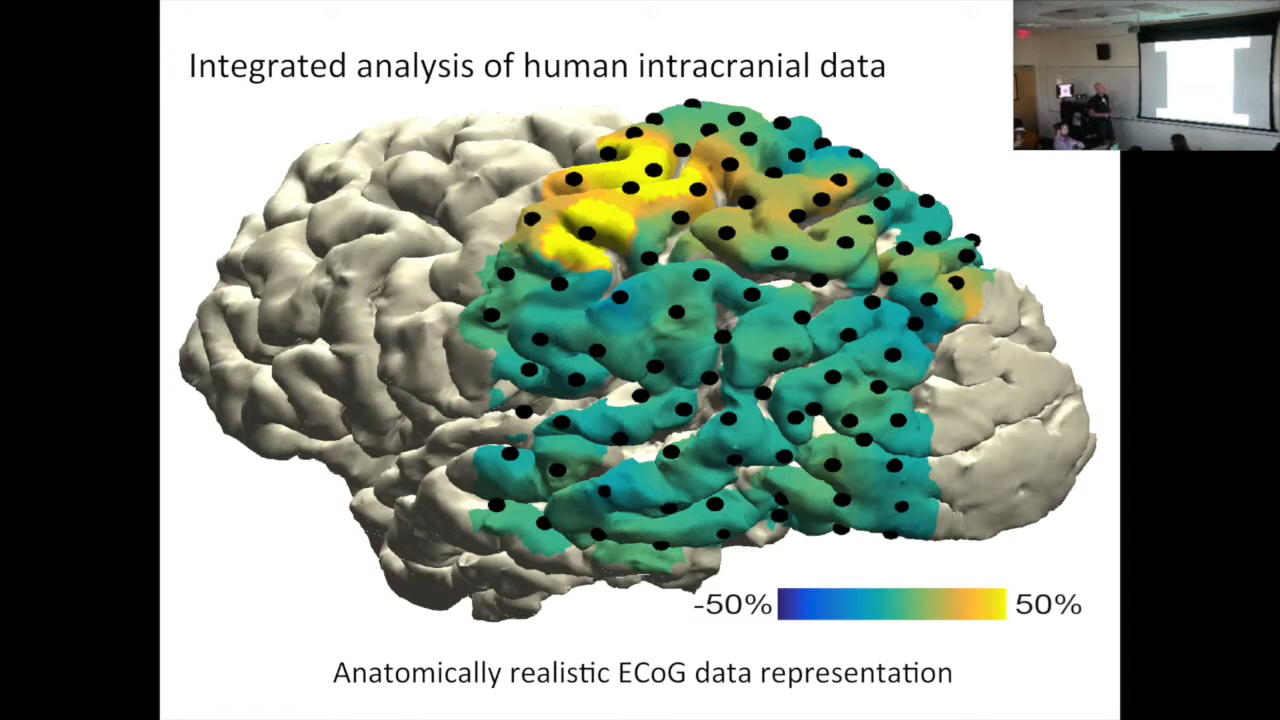 Integrated analysis of human intracranial data
-50% 50%
Anatomically realistic ECoG data representation